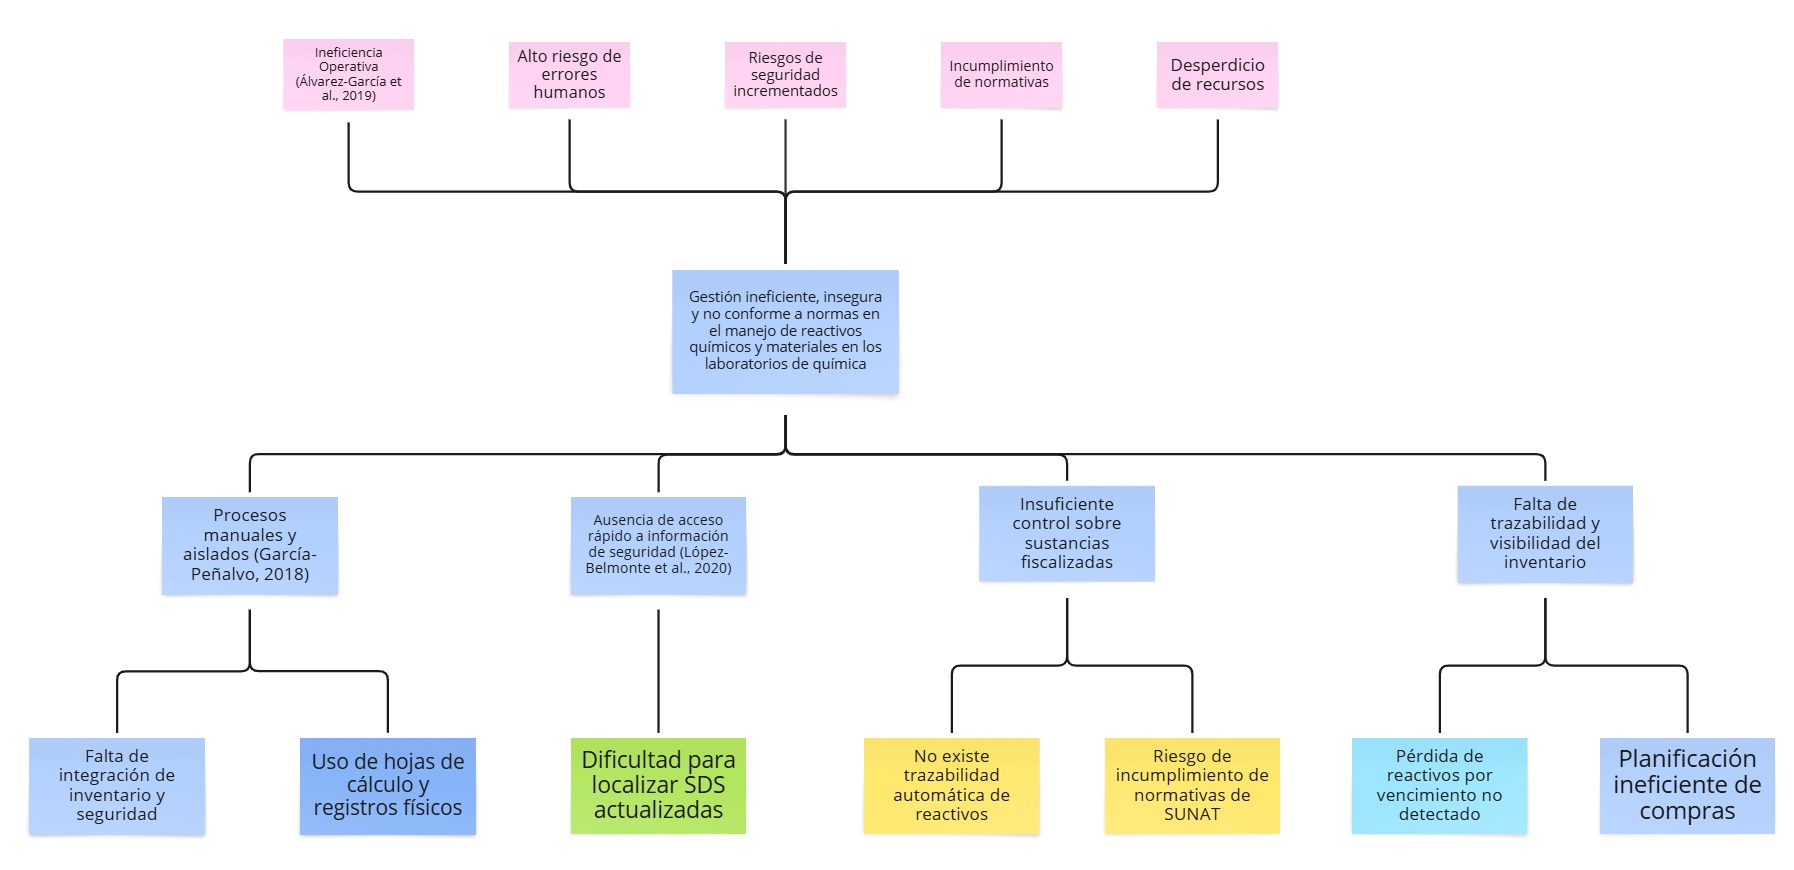 Ineficiencia
Operativa
(Álvarez-García et
al., 2019)
Alto riesgo de
errores
humanos
Riesgos de
seguridad
incrementados
Incumplimiento
de normativas
Desperdicio
de recursos
Gestión ineficiente, insegura
y no conforme a normas en
el manejo de reactivos
químicos y materiales en los
laboratorios de química
Procesos
manuales y
aislados (García-
Peñalvo, 2018)
Ausencia de acceso
rápido a información
de seguridad (López-
Belmonte et al., 2020)
Insuficiente
control sobre
sustancias
fiscalizadas
Falta de
trazabilidad y
visibilidad del
inventario
Falta de
integración de
inventario y
seguridad
Uso de hojas de
cálculo y
registros físicos
Dificultad para
localizar SDS
actualizadas
No existe
trazabilidad
automática de
reactivos
Riesgo de
incumplimiento de
normativas de
SUNAT
Pérdida de
reactivos por
vencimiento no
detectado
Planificación
ineficiente de
compras